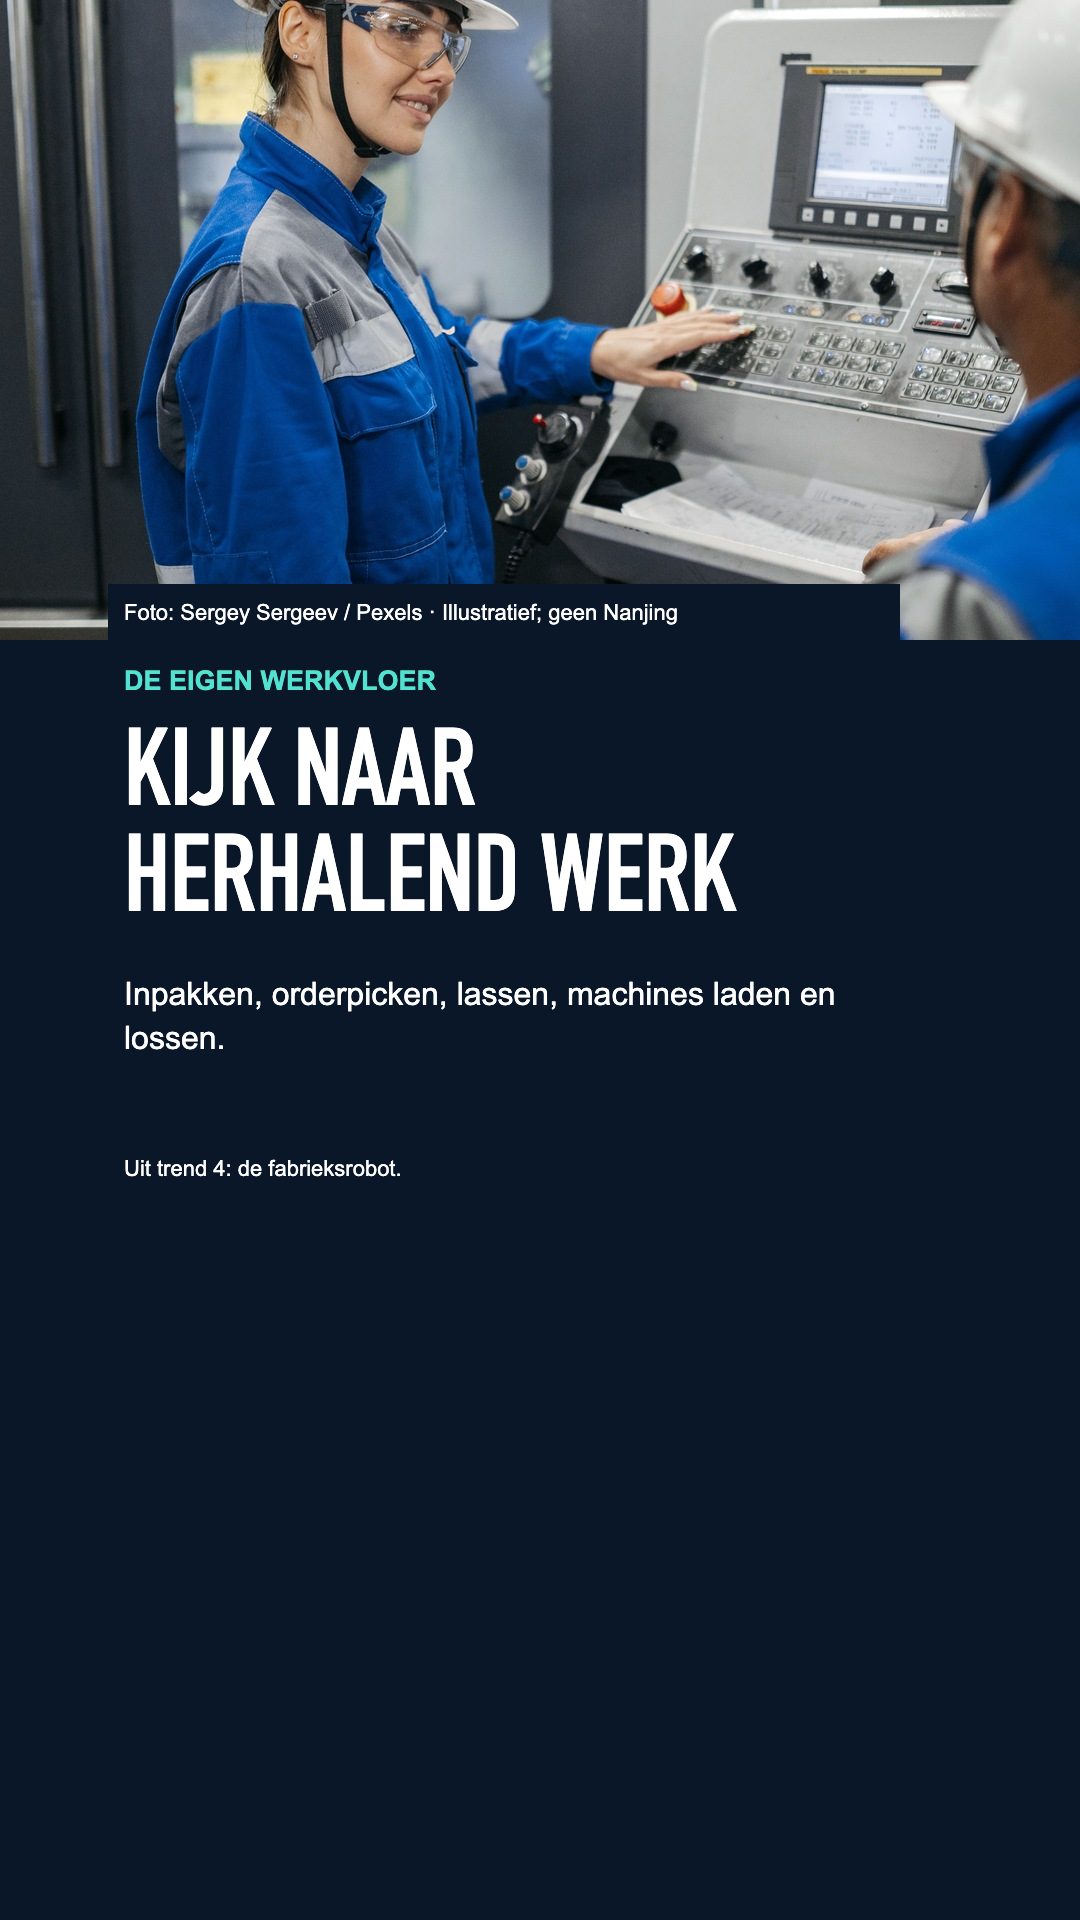 Foto: Sergey Sergeev / Pexels · Illustratief; geen Nanjing
DE EIGEN WERKVLOER
KIJK NAAR
HERHALEND WERK
Inpakken, orderpicken, lassen, machines laden en
lossen.
Uit trend 4: de fabrieksrobot.